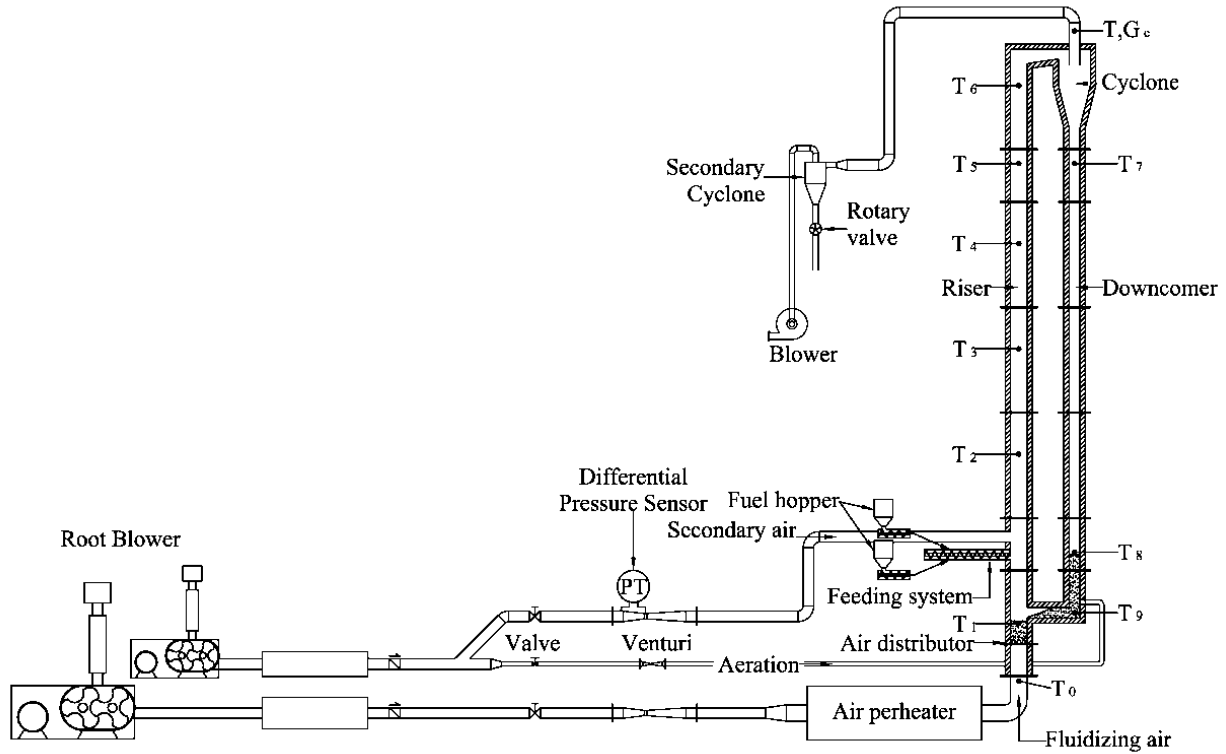 T,Gc
T6
Cyclone
Secondary
Cyclone
T5
T7
Rotary
valve
T4
Riser
Downcomer
Blower
T3
T2
Differential
Pressure Sensor
Fuel hopper
Secondary air
Root Blower
PT
T8
Feeding system
T1
T9
Valve
Venturi
Air distributor
Aeration
T0
Air perheater
Fluidizing air